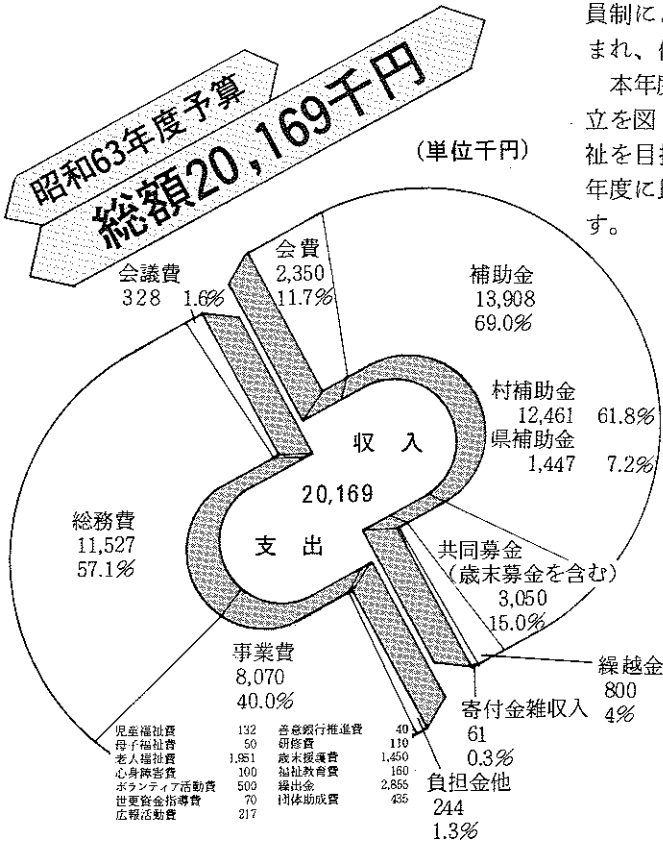 昭和63年度予算
総額20,169千円
(単位千円)
員制に
まれ、
本年度
立を図
祉を目
年度に
す。
会議費
328 1.6%
会費
2,350
11.7%
補助金
13,908
69.0%
村補助金
12,461 61.8%
県補助金
1,447 7.2%
収入
20,169
支出
総務費
11,527
57.1%
共同募金
(歳末募金を含む)
3,050
15.0%
繰越金
800
4%
寄付金雑収入
61
0.3%
負担金他
244
1.3%
事業費
8,070
40.0%
児童福祉費 132
母子福祉費 50
老人福祉費 1,951
心身障害費 100
ボランティア活動費 500
世更資金指導費 70
広報活動費 217
善意銀行推進費 40
研修費 110
歳末援護費 1,450
福祉教育費 160
繰出金 2,855
団体助成費 435